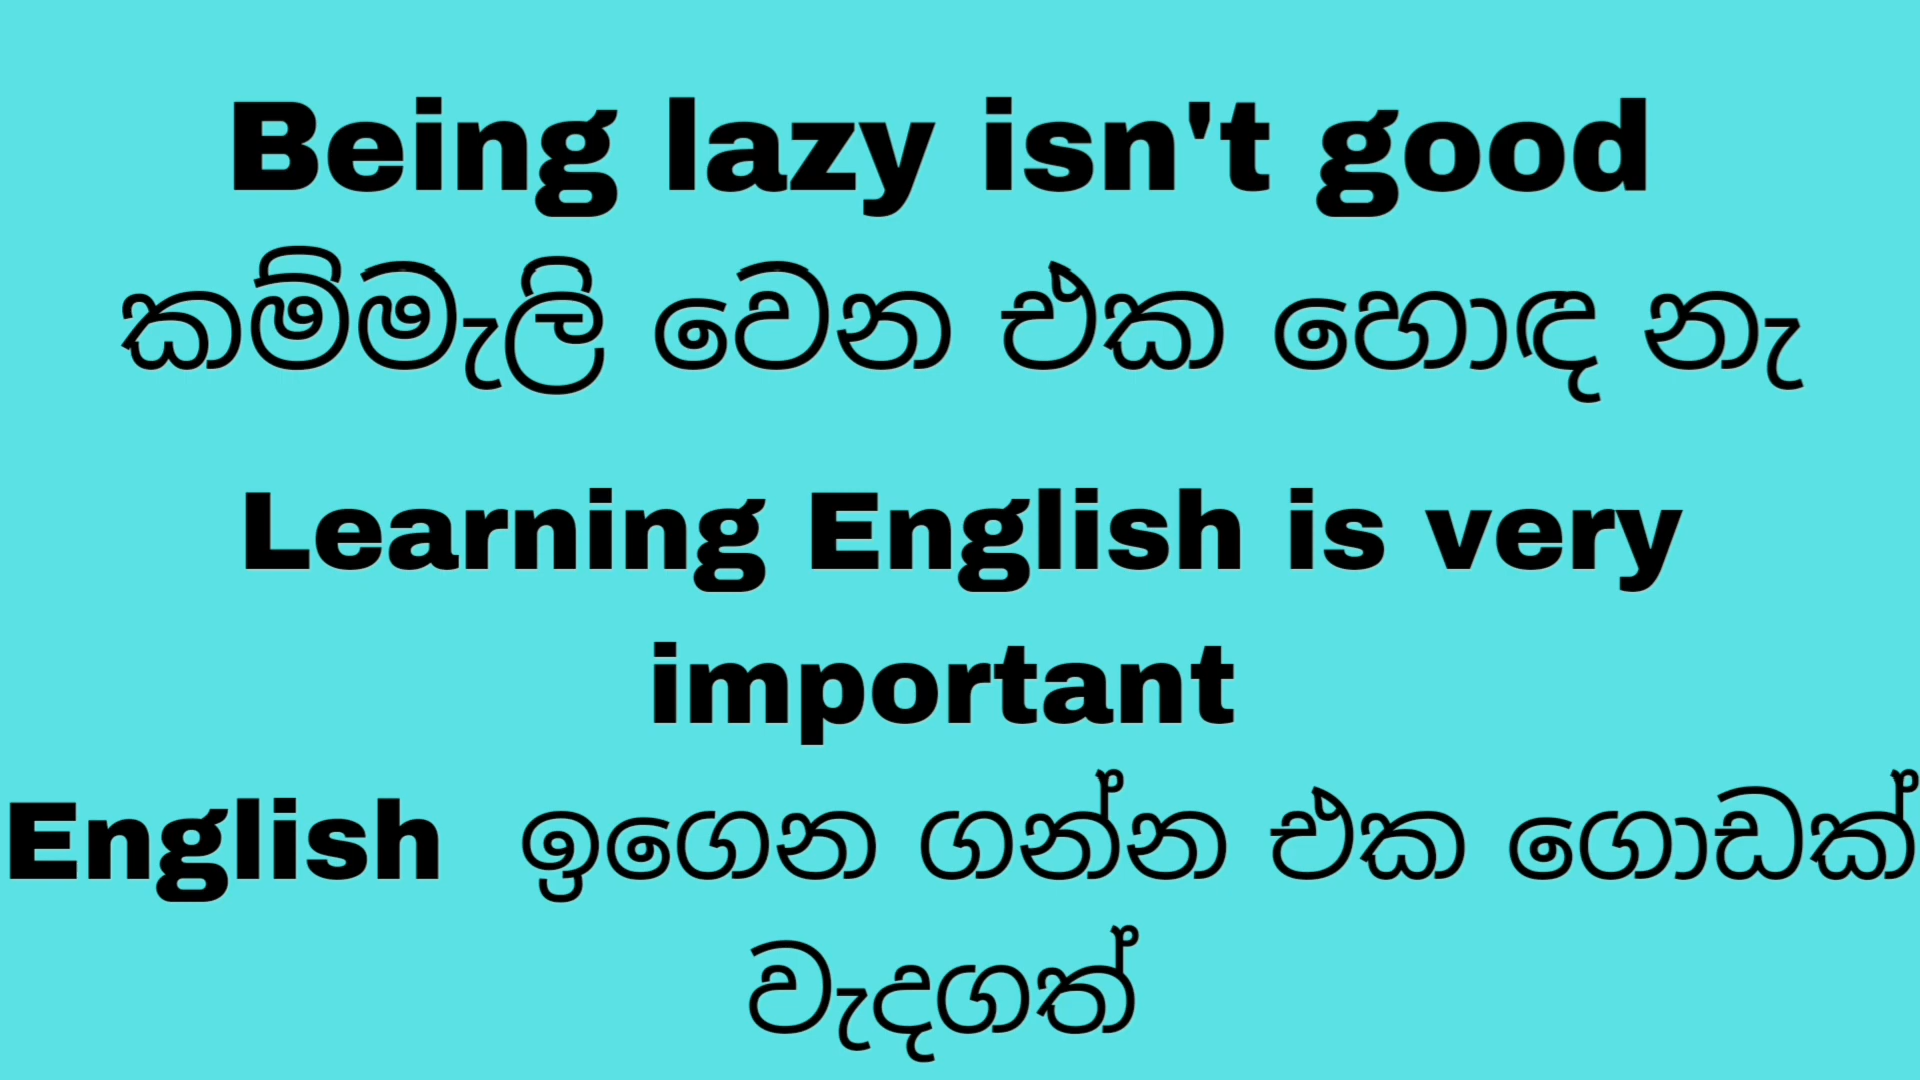 Being lazy isn't good
කම්මැලි වෙන එක හොඳ නැ
Learning English is very
important
English ඉගෙන ගන්න එක ගොඩක්
වැදගත්